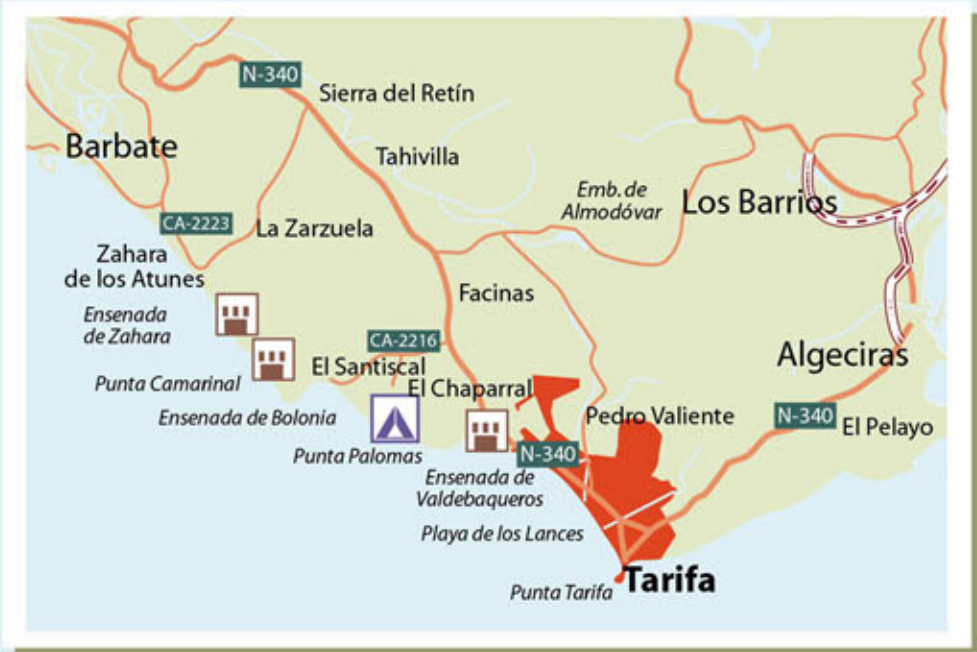 N-340
Sierra del Retín
Barbate
Tahivilla
Emb. de
Almodóvar
Los Barrios
CA-2223
La Zarzuela
Zahara
de los Atunes
Facinas
Ensenada
de Zahara
CA-2216
Algeciras
El Santiscal
Punta Camarinal
El Chaparral
Ensenada de Bolonia
Pedro Valiente
N-340
El Pelayo
Punta Palomas
N-340
Ensenada de
Valdebaqueros
Playa de los Lances
Punta Tarifa
Tarifa